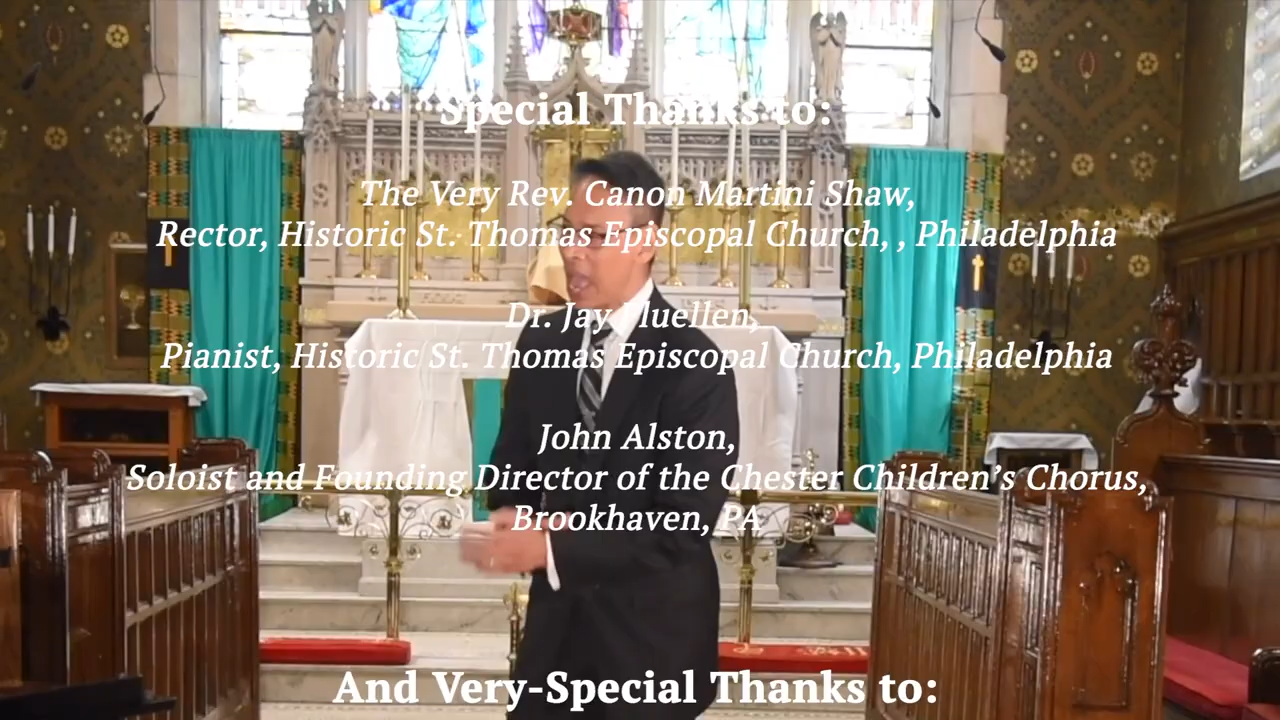 Special Thanks to:
The Very Rev. Canon Martini Shaw,
Rector, Historic St. Thomas Episcopal Church, , Philadelphia
Dr. Jay Fluellen,
Pianist, Historic St. Thomas Episcopal Church, Philadelphia
John Alston,
Soloist and Founding Director of the Chester Children’s Chorus,
Brookhaven, PA
And Very-Special Thanks to: